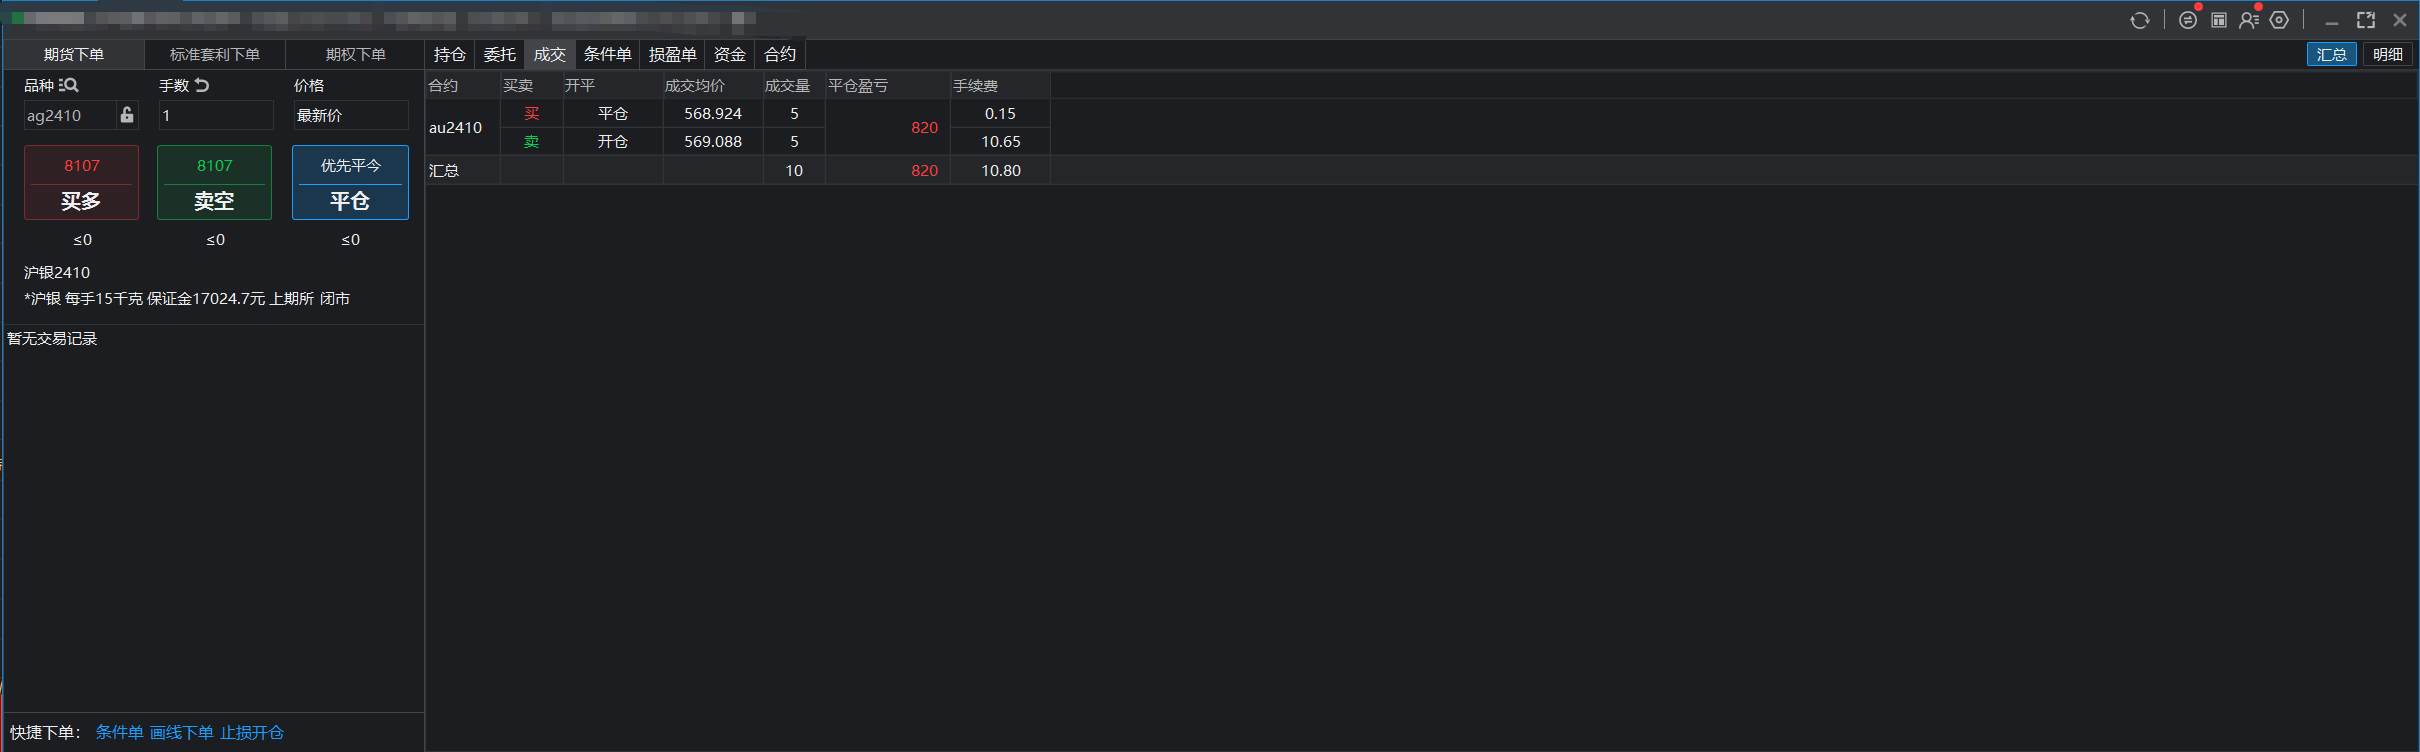 期货下单 标准套利下单 期权下单 持仓 委托 成交 条件单 损盈单 资金 合约 汇总 明细
品种 手数 价格
ag2410 1 最新价
8107 8107 优先平今
买多 卖空 平仓
≤0 ≤0 ≤0
沪银2410
*沪银 每手15千克 保证金17024.7元 上期所 闭市
暂无交易记录
快捷下单： 条件单 画线下单 止损开仓
合约 买卖 开平 成交均价 成交量 平仓盈亏 手续费
au2410 买 平仓 568.924 5 820 0.15
卖 开仓 569.088 5 10.65
汇总 10 820 10.80